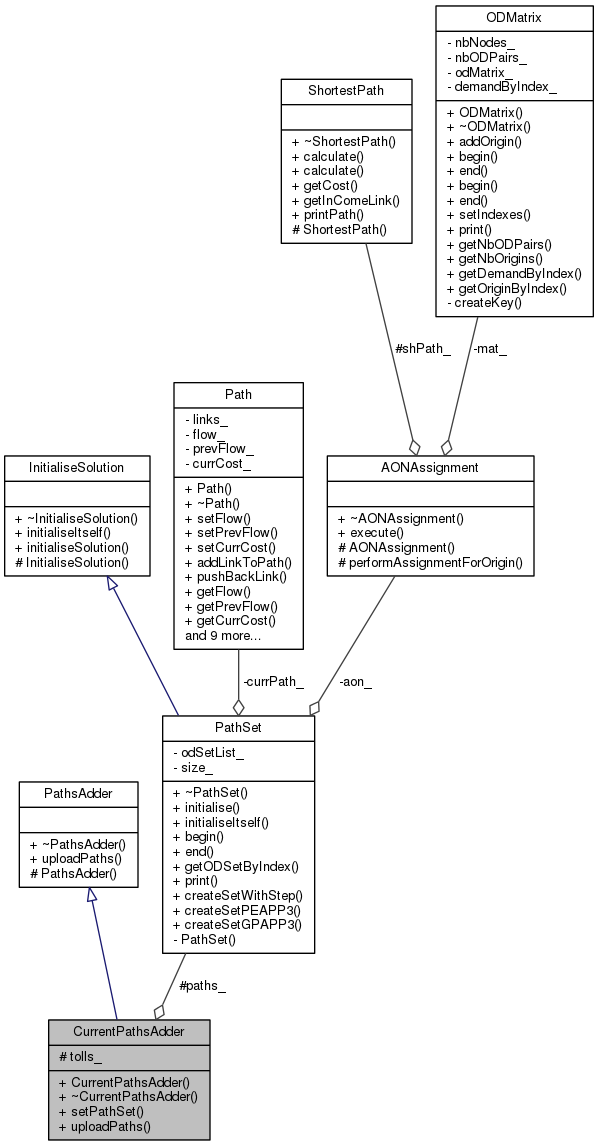 ODMatrix
- nbNodes_
- nbODPairs_
- odMatrix_
- demandByIndex_
+ ODMatrix()
+ ~ODMatrix()
+ addOrigin()
+ begin()
+ end()
+ begin()
+ end()
+ setIndexes()
+ print()
+ getNbODPairs()
+ getNbOrigins()
+ getDemandByIndex()
+ getOriginByIndex()
- createKey()
ShortestPath
+ ~ShortestPath()
+ calculate()
+ calculate()
+ getCost()
+ getInComeLink()
+ printPath()
# ShortestPath()
#shPath_
-mat_
Path
- links_
- flow_
- prevFlow_
- currCost_
+ Path()
+ ~Path()
+ setFlow()
+ setPrevFlow()
+ setCurrCost()
+ addLinkToPath()
+ pushBackLink()
+ getFlow()
+ getPrevFlow()
+ getCurrCost()
and 9 more...
InitialiseSolution
+ ~InitialiseSolution()
+ initialiseItself()
+ initialiseSolution()
# InitialiseSolution()
AONAssignment
+ ~AONAssignment()
+ execute()
# AONAssignment()
# performAssignmentForOrigin()
-currPath_
-aon_
PathSet
- odSetList_
- size_
+ ~PathSet()
+ initialise()
+ initialiseItself()
+ begin()
+ end()
+ getODSetByIndex()
+ print()
+ createSetWithStep()
+ createSetPEAPP3()
+ createSetGPAPP3()
- PathSet()
PathsAdder
+ ~PathsAdder()
+ uploadPaths()
# PathsAdder()
#paths_
CurrentPathsAdder
# tolls_
+ CurrentPathsAdder()
+ ~CurrentPathsAdder()
+ setPathSet()
+ uploadPaths()